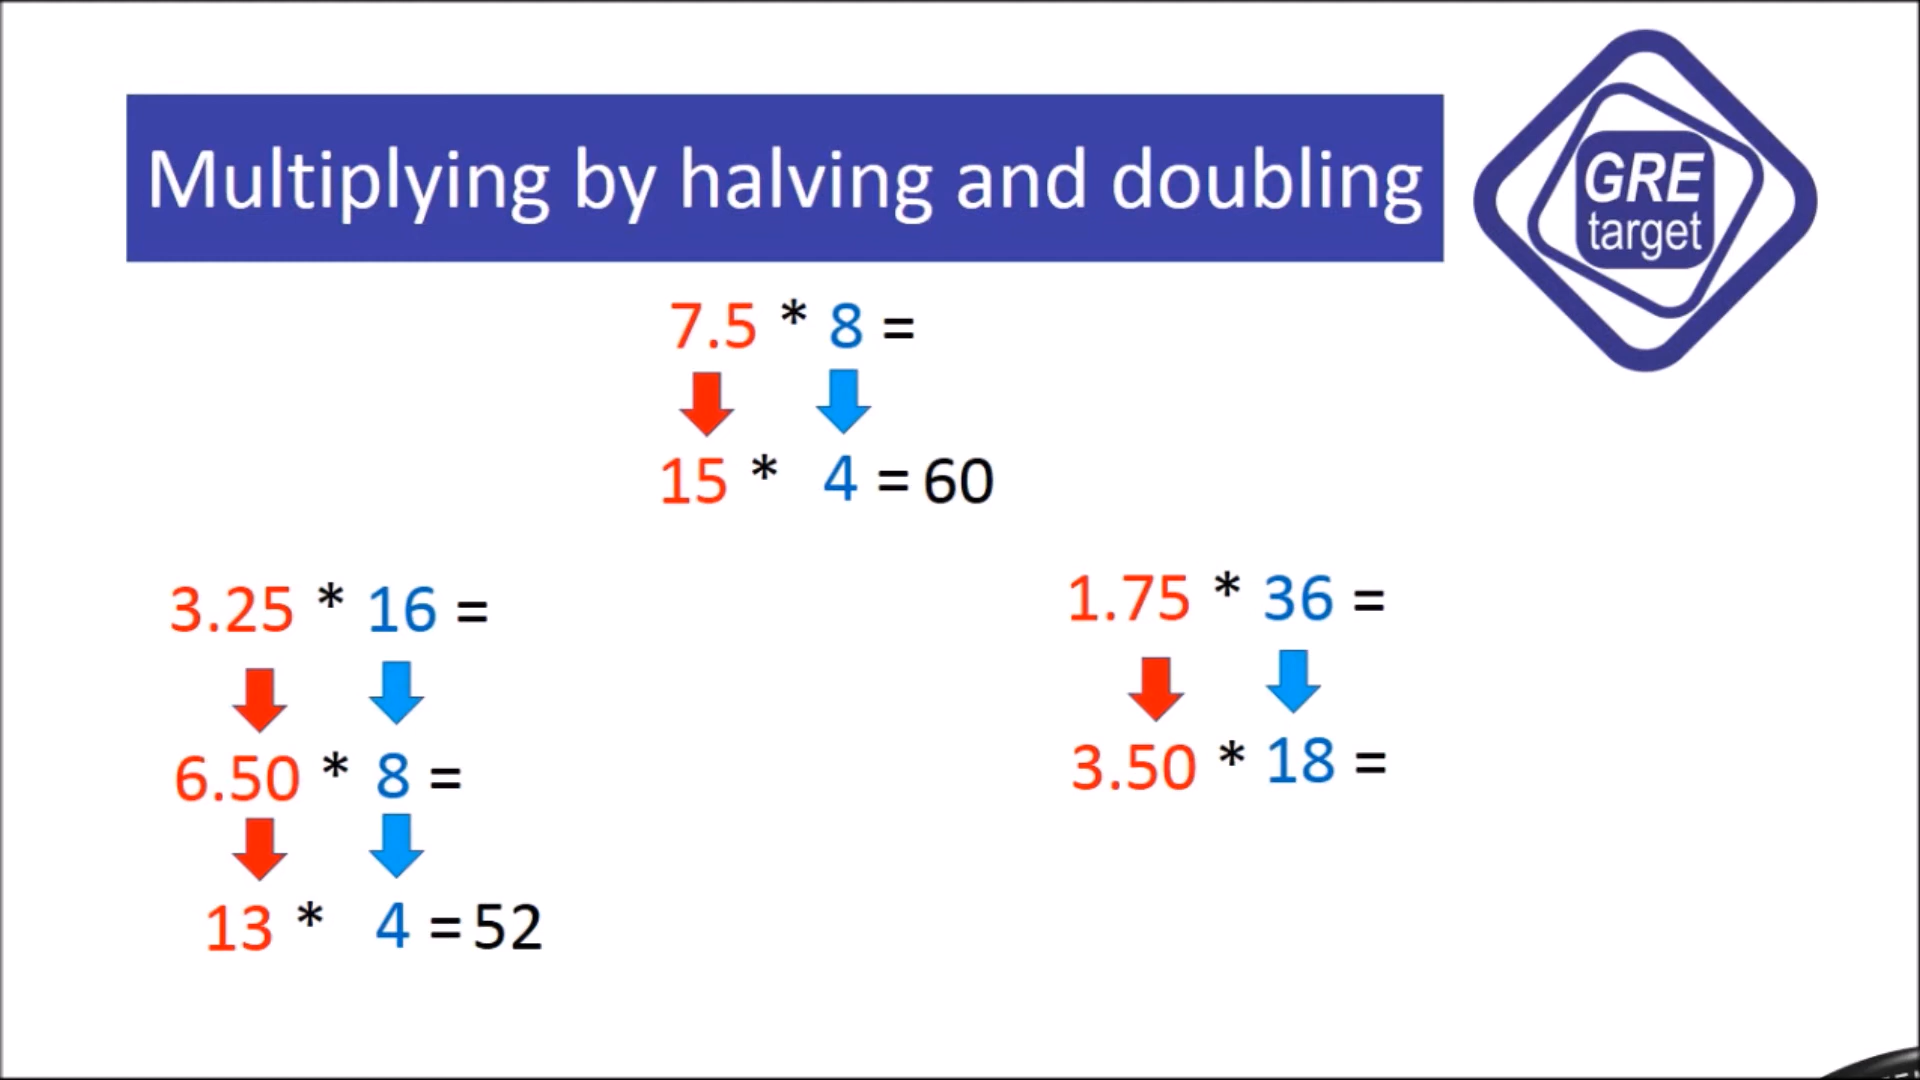 Multiplying by halving and doubling
GRE
target
7.5 * 8 =
15 * 4 = 60
3.25 * 16 =
6.50 * 8 =
13 * 4 = 52
1.75 * 36 =
3.50 * 18 =